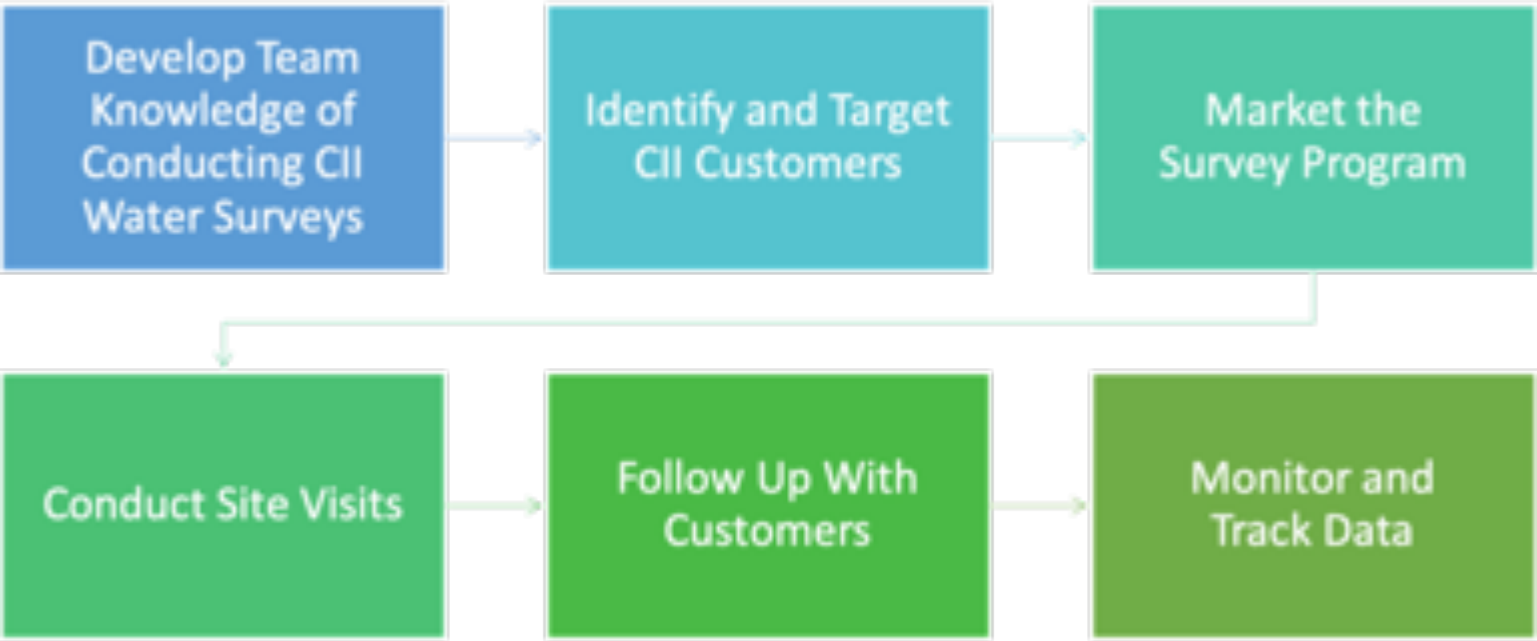 Develop Team
Knowledge of
Conducting CII
Water Surveys
Identify and Target
CII Customers
Market the
Survey Program
Conduct Site Visits
Follow Up With
Customers
Monitor and
Track Data